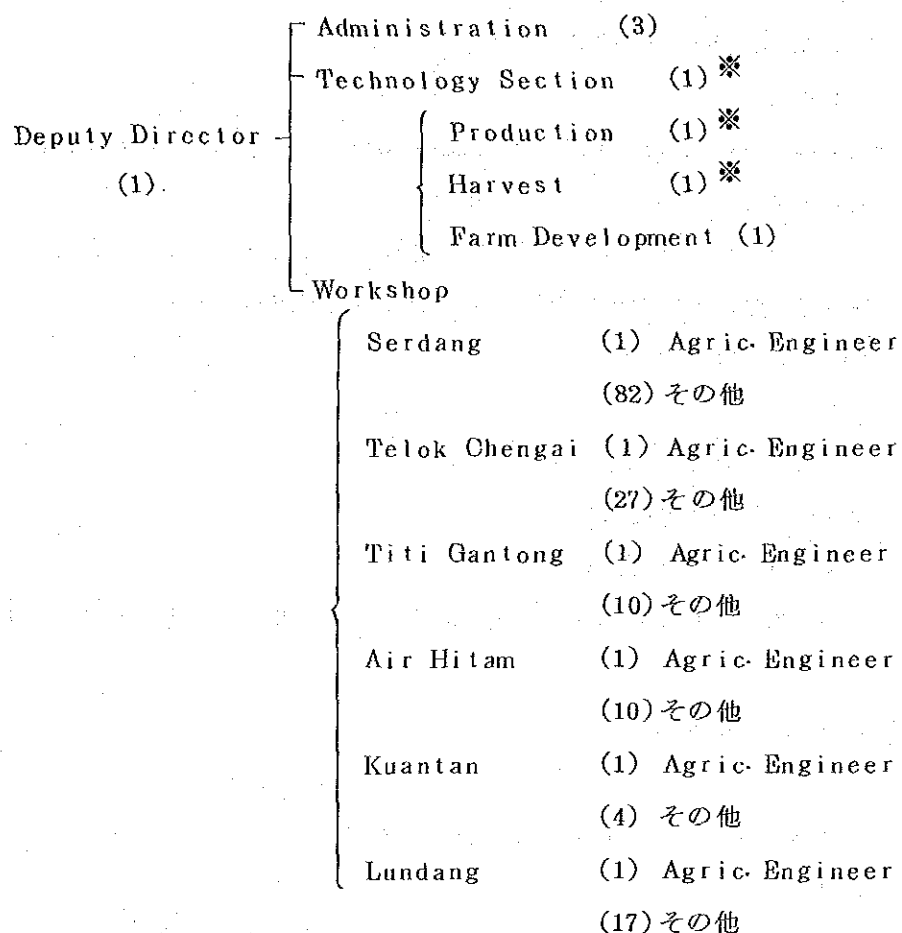 Administration (3)
Technology Section (1)※
Production (1)※
Deputy Director
(1)
Harvest (1)※
Farm Development (1)
Workshop
Serdang (1) Agric. Engineer
(82)その他
Telok Chengai (1) Agric. Engineer
(27)その他
Titi Gantong (1) Agric. Engineer
(10)その他
Air Hitam (1) Agric. Engineer
(10)その他
Kuantan (1) Agric. Engineer
(4) その他
Lundang (1) Agric. Engineer
(17)その他